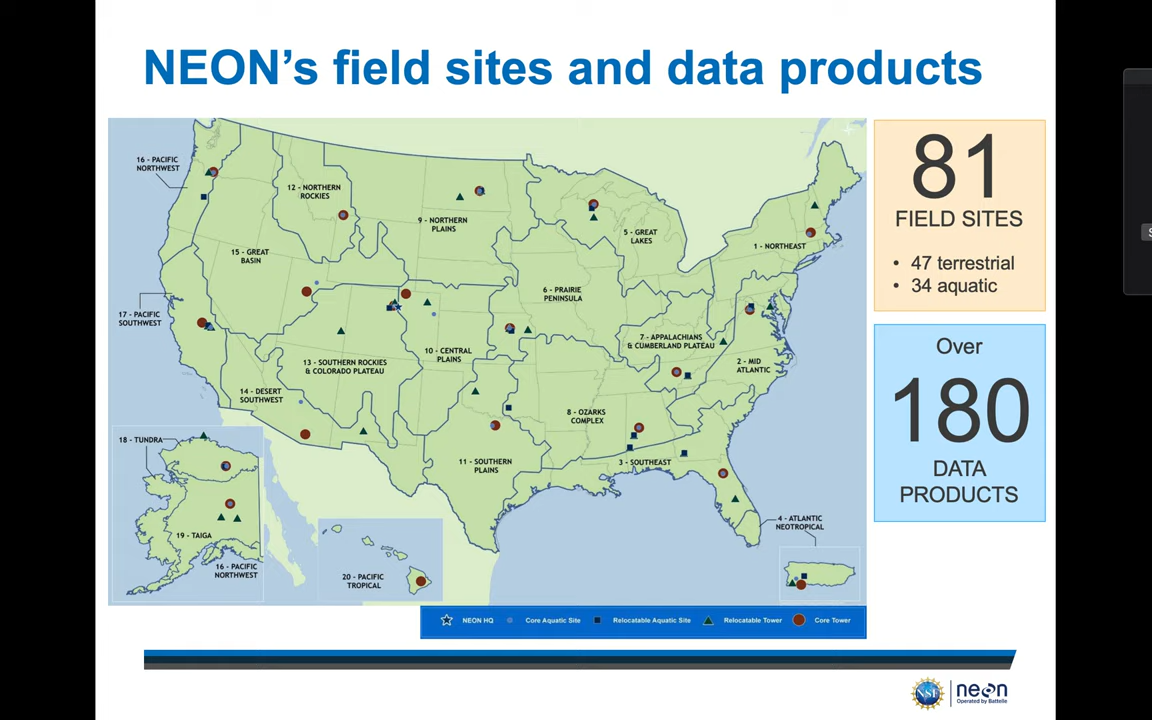 NEON's field sites and data products
16 - PACIFIC
NORTHWEST
12 - NORTHERN
ROCKIES
9 - NORTHERN
PLAINS
5 - GREAT
LAKES
1 - NORTHEAST
15 - GREAT
BASIN
6 - PRAIRIE
PENINSULA
17 - PACIFIC
SOUTHWEST
7 - APPALACHIANS
& CUMBERLAND PLATEAU
10 - CENTRAL
PLAINS
13 - SOUTHERN ROCKIES
& COLORADO PLATEAU
2 - MID
ATLANTIC
14 - DESERT
SOUTHWEST
8 - OZARKS
COMPLEX
18 - TUNDRA
11 - SOUTHERN
PLAINS
3 - SOUTHEAST
4 - ATLANTIC
NEOTROPICAL
19 - TAIGA
16 - PACIFIC
NORTHWEST
20 - PACIFIC
TROPICAL
NEON HQ
Core Aquatic Site
Relocatable Aquatic Site
Relocatable Tower
Core Tower
81
FIELD SITES
• 47 terrestrial
• 34 aquatic
Over
180
DATA
PRODUCTS
NSF
neon
Operated by Battelle
S